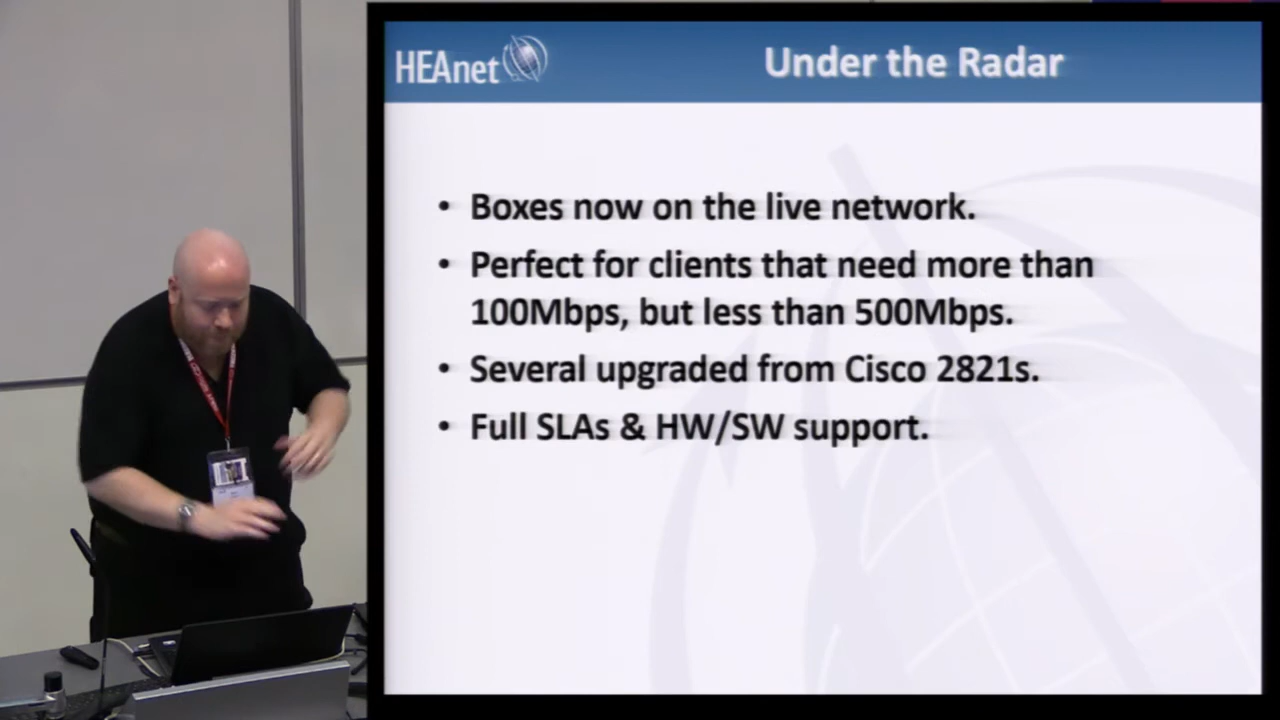 HEAnet
Under the Radar
• Boxes now on the live network.
• Perfect for clients that need more than
100Mbps, but less than 500Mbps.
• Several upgraded from Cisco 2821s.
• Full SLAs & HW/SW support.